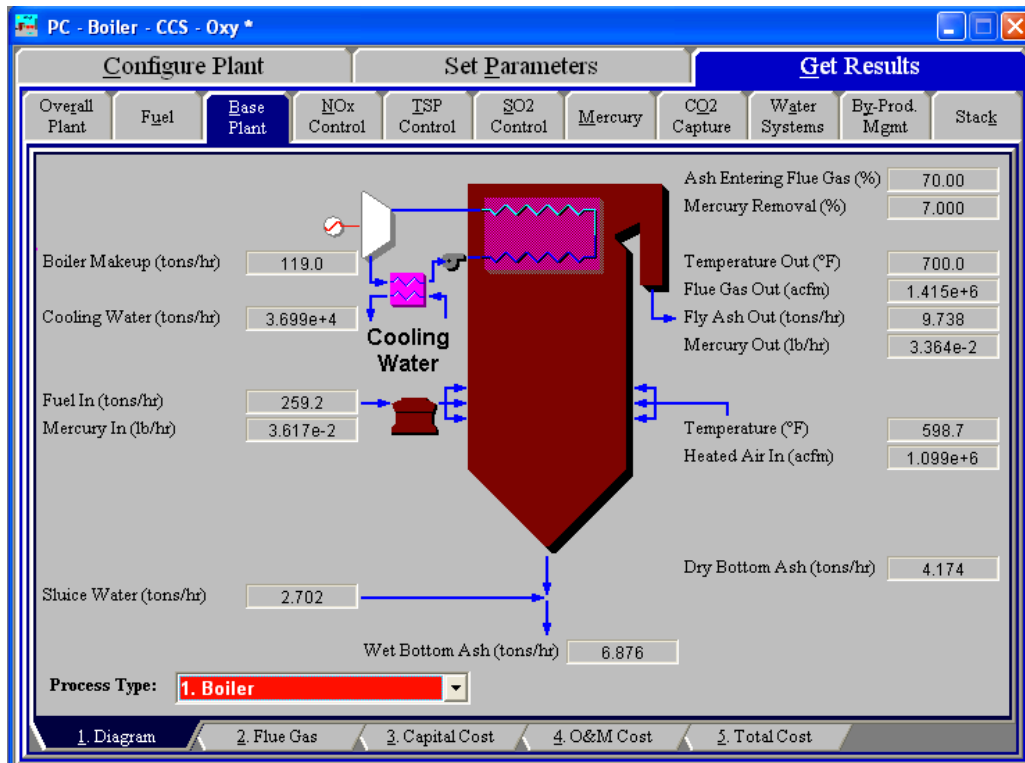 PC - Boiler - CCS - Oxy *
Configure Plant
Set Parameters
Get Results
Overall Plant
Fuel
Base Plant
NOx Control
TSP Control
SO2 Control
Mercury
CO2 Capture
Water Systems
By-Prod. Mgmt
Stack
Ash Entering Flue Gas (%) 70.00
Mercury Removal (%) 7.000
Boiler Makeup (tons/hr) 119.0
Temperature Out (°F) 700.0
Flue Gas Out (acfm) 1.415e+6
Cooling Water (tons/hr) 3.699e+4
Fly Ash Out (tons/hr) 9.738
Cooling
Water
Mercury Out (lb/hr) 3.364e-2
Fuel In (tons/hr) 259.2
Mercury In (lb/hr) 3.617e-2
Temperature (°F) 598.7
Heated Air In (acfm) 1.099e+6
Dry Bottom Ash (tons/hr) 4.174
Sluice Water (tons/hr) 2.702
Wet Bottom Ash (tons/hr) 6.876
Process Type: 1. Boiler
1. Diagram
2. Flue Gas
3. Capital Cost
4. O&M Cost
5. Total Cost